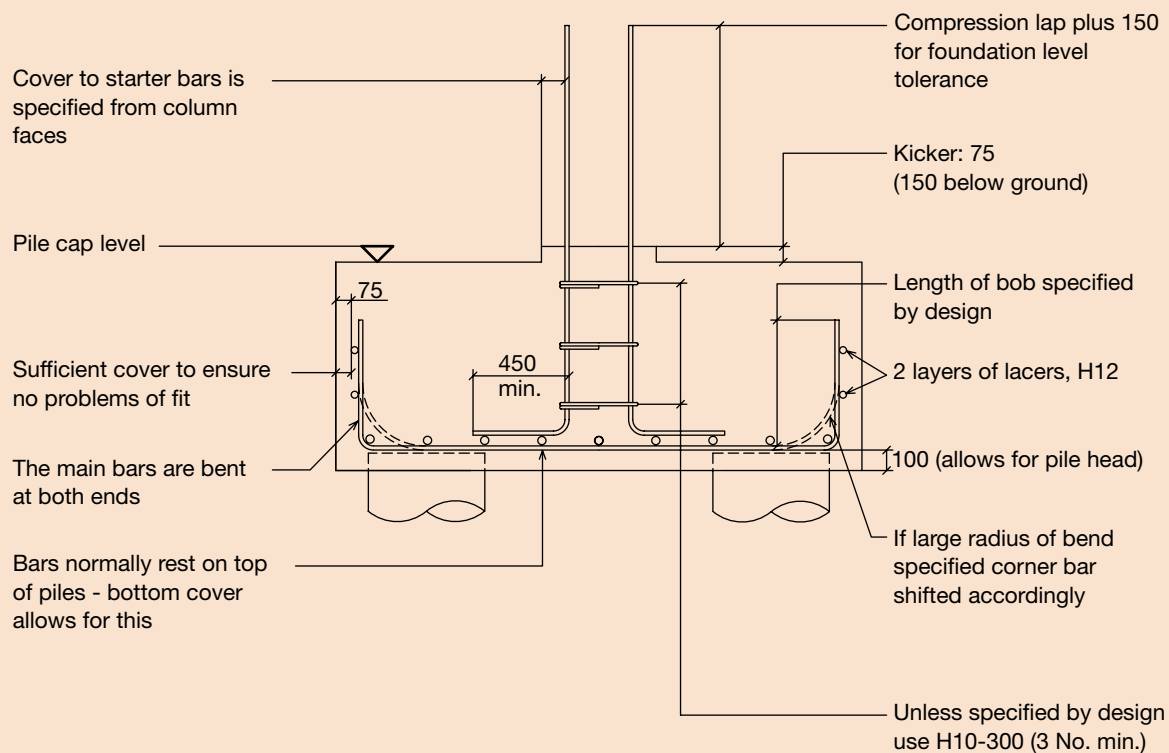 Cover to starter bars is
specified from column
faces
Pile cap level
75
Sufficient cover to ensure
no problems of fit
The main bars are bent
at both ends
Bars normally rest on top
of piles - bottom cover
allows for this
450
min.
Compression lap plus 150
for foundation level
tolerance
Kicker: 75
(150 below ground)
Length of bob specified
by design
2 layers of lacers, H12
100 (allows for pile head)
If large radius of bend
specified corner bar
shifted accordingly
Unless specified by design
use H10-300 (3 No. min.)